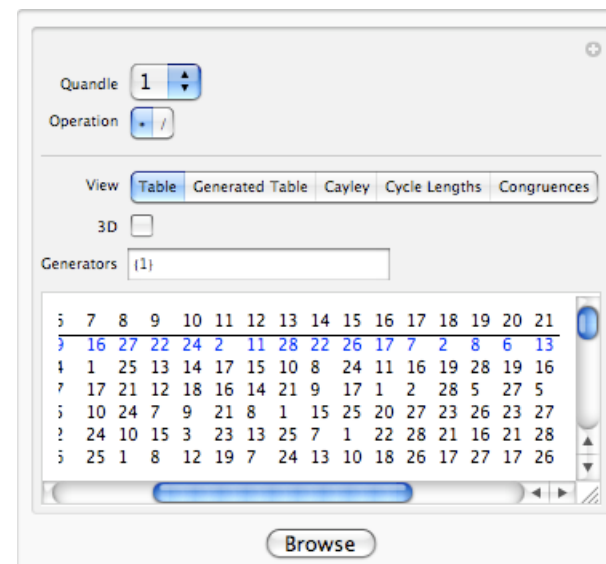 Quandle 1
Operation * /
View Table Generated Table Cayley Cycle Lengths Congruences
3D
Generators {1}
7 8 9 10 11 12 13 14 15 16 17 18 19 20 21
16 27 22 24 2 11 28 22 26 17 7 2 8 6 13
1 25 13 14 17 15 10 8 24 11 16 19 28 19 16
17 21 12 18 16 14 21 9 17 1 2 28 5 27 5
10 24 7 9 21 8 1 15 25 20 27 23 26 23 27
24 10 15 3 23 13 25 7 1 22 28 21 16 21 28
25 1 8 12 19 7 24 13 10 18 26 17 27 17 26
Browse